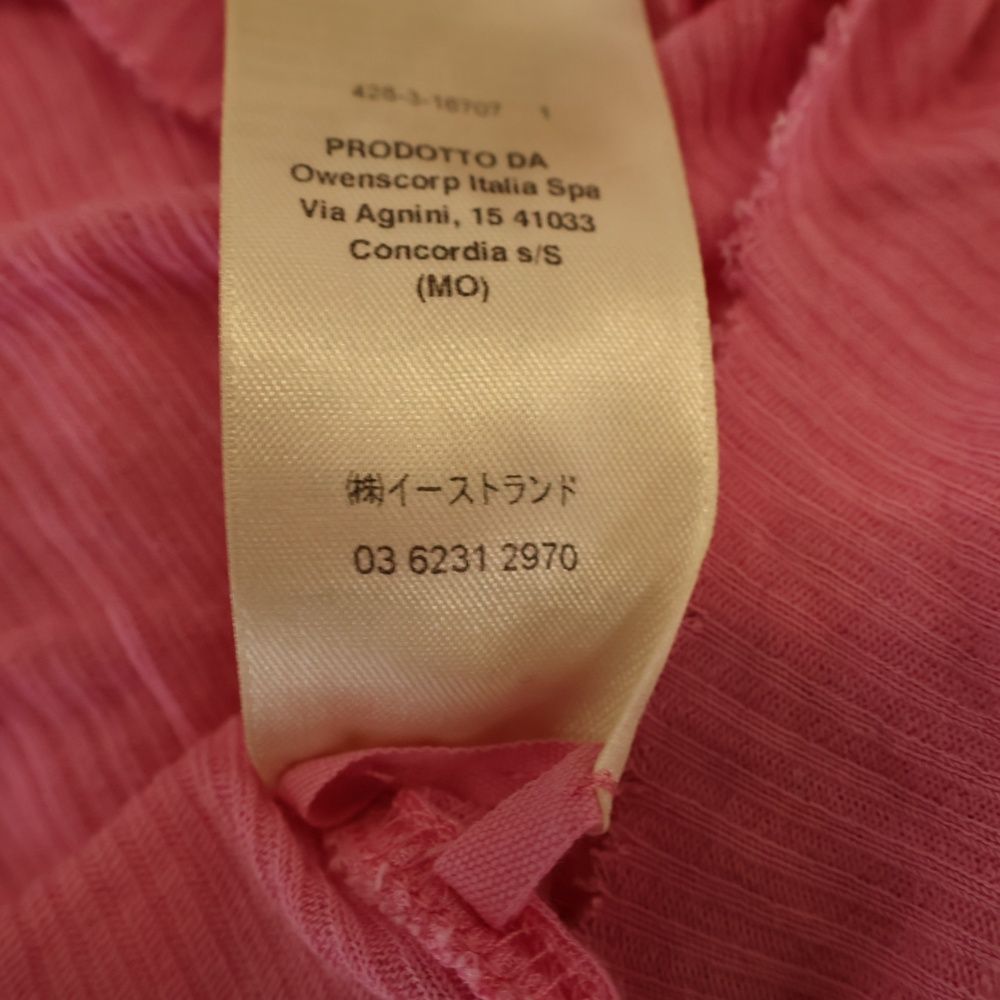 428-3-16707 1
PRODOTTO DA
Owenscorp Italia Spa
Via Agnini, 15 41033
Concordia s/S
(MO)
㈱イーストランド
03 6231 2970